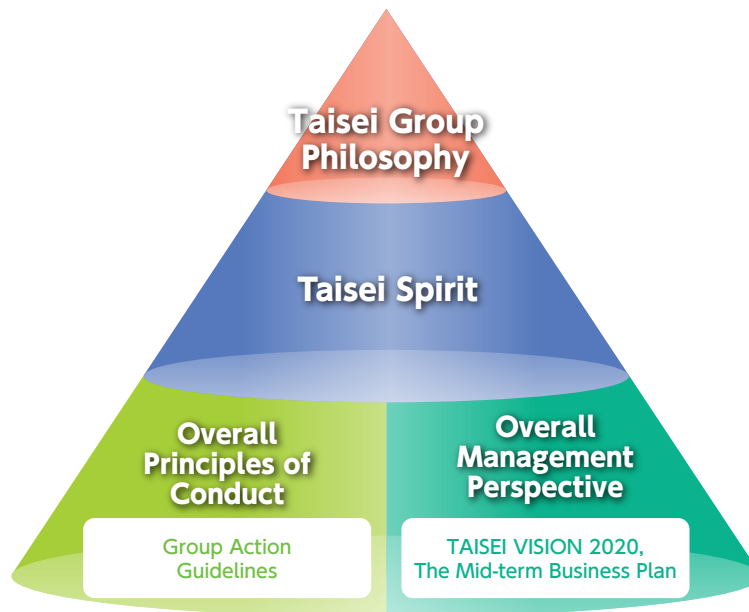 Taisei Group
Philosophy
Taisei Spirit
Overall
Principles of
Conduct
Group Action
Guidelines
Overall
Management
Perspective
TAISEI VISION 2020,
The Mid-term Business Plan